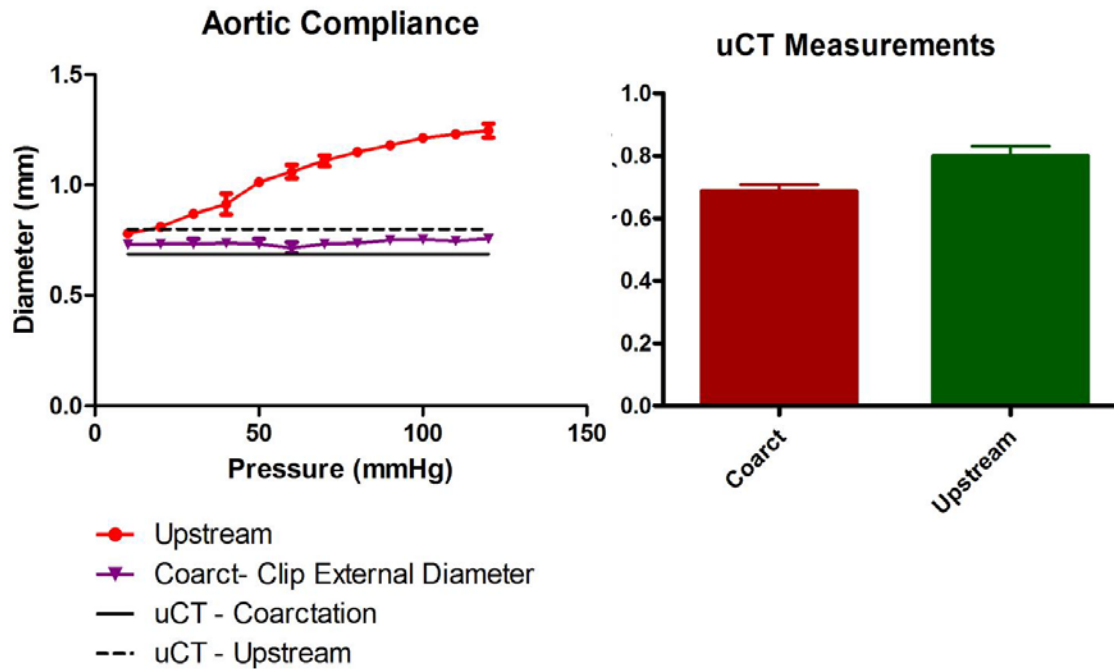 Aortic Compliance
1.5
1.0
0.5
0.0
Diameter (mm)
0
50
100
150
Pressure (mmHg)
Upstream
Coarct- Clip External Diameter
uCT - Coarctation
uCT - Upstream
uCT Measurements
1.0
0.8
0.6
0.4
0.2
0.0
Coarct
Upstream